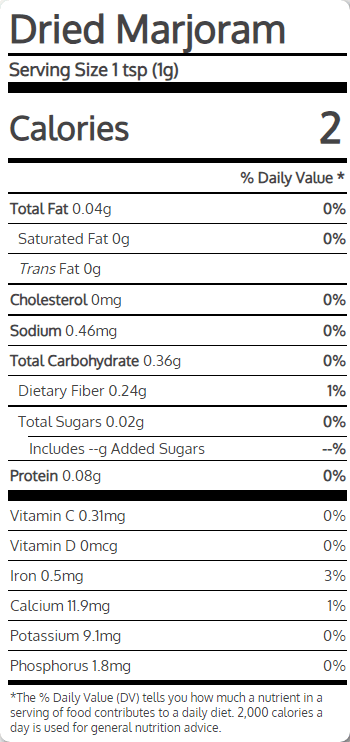 Dried Marjoram
Serving Size 1 tsp (1g)
Calories 2
% Daily Value *
Total Fat 0.04g 0%
Saturated Fat 0g 0%
Trans Fat 0g
Cholesterol 0mg 0%
Sodium 0.46mg 0%
Total Carbohydrate 0.36g 0%
Dietary Fiber 0.24g 1%
Total Sugars 0.02g 0%
Includes --g Added Sugars --%
Protein 0.08g 0%
Vitamin C 0.31mg 0%
Vitamin D 0mcg 0%
Iron 0.5mg 3%
Calcium 11.9mg 1%
Potassium 9.1mg 0%
Phosphorus 1.8mg 0%
*The % Daily Value (DV) tells you how much a nutrient in a
serving of food contributes to a daily diet. 2,000 calories a
day is used for general nutrition advice.